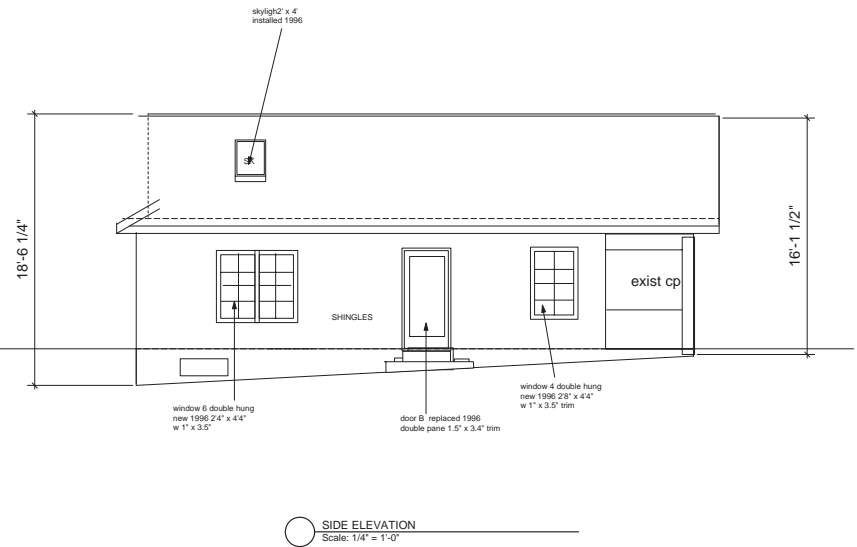 skyligh2' x 4'
installed 1996
SK
18'-6 1/4"
16'-1 1/2"
exist cp
SHINGLES
window 6 double hung
new 1996 2'4" x 4'4"
w 1" x 3.5"
door B  replaced 1996
double pane 1.5" x 3.4" trim
window 4 double hung
new 1996 2'8" x 4'4"
w 1" x 3.5" trim
SIDE ELEVATION
Scale: 1/4" = 1'-0"